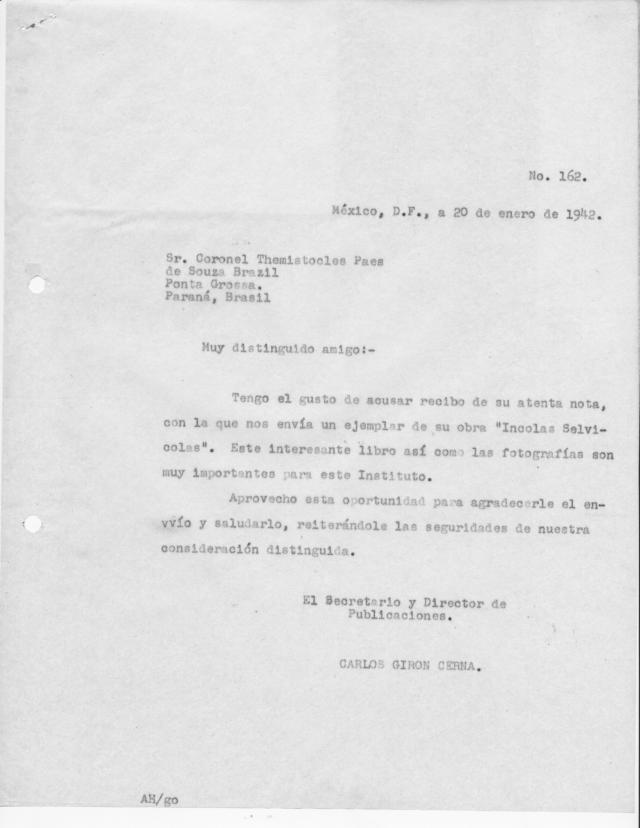 No. 162.
México, D.F., a 20 de enero de 1942.
Sr. Coronel Themistocles Paes
de Souza Brazil
Ponta Grossa.
Paraná, Brasil
Muy distinguido amigo:-
Tengo el gusto de acusar recibo de su atenta nota,
con la que nos envía un ejemplar de su obra "Incolas Selvi-
colas". Este interesante libro así como las fotografías son
muy importantes para este Instituto.
Aprovecho esta oportunidad para agradecerle el en-
vvío y saludarlo, reiterándole las seguridades de nuestra
consideración distinguida.
El Secretario y Director de
Publicaciones.
CARLOS GIRON CERNA.
AH/go